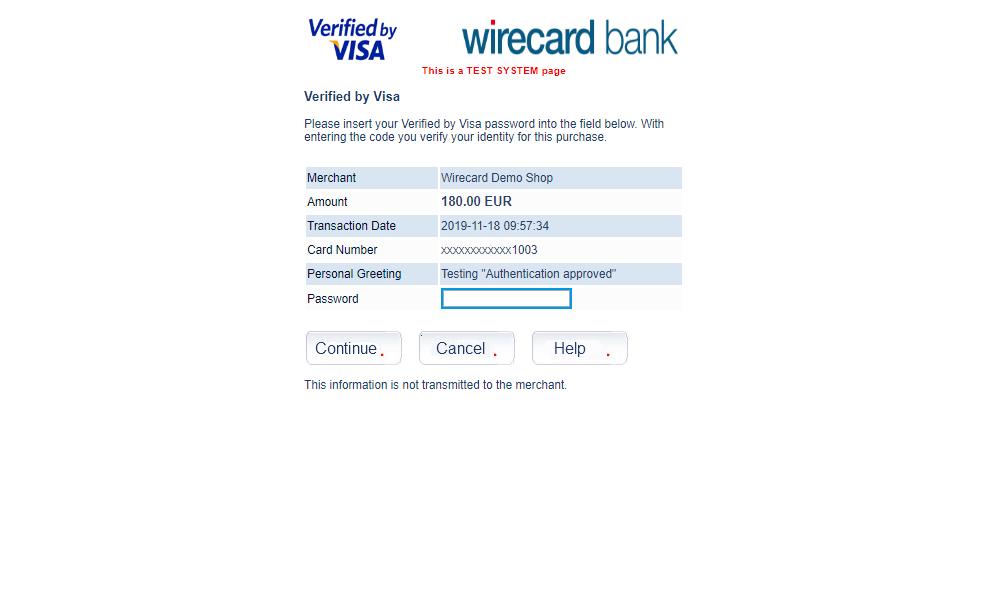 Verified by
VISA
wirecard bank
This is a TEST SYSTEM page
Verified by Visa
Please insert your Verified by Visa password into the field below. With
entering the code you verify your identity for this purchase.
Merchant Wirecard Demo Shop
Amount 180.00 EUR
Transaction Date 2019-11-18 09:57:34
Card Number xxxxxxxxxxxx1003
Personal Greeting Testing "Authentication approved"
Password
Continue . Cancel . Help .
This information is not transmitted to the merchant.